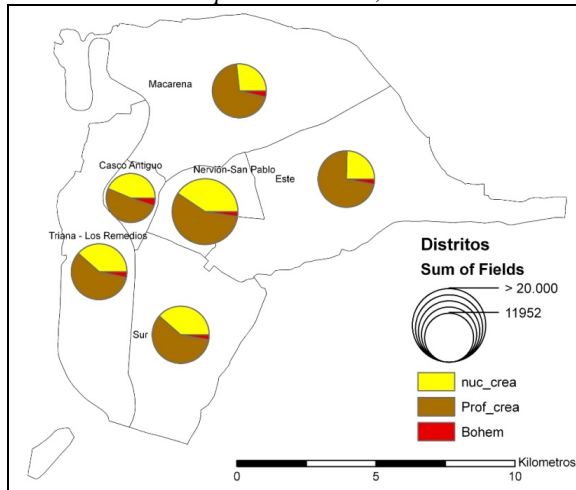 Macarena
Casco Antiguo
Nervión-San Pablo
Este
Triana - Los Remedios
Sur
Distritos
Sum of Fields
> 20.000
11952
nuc_crea
Prof_crea
Bohem
Kilometros
0 5 10